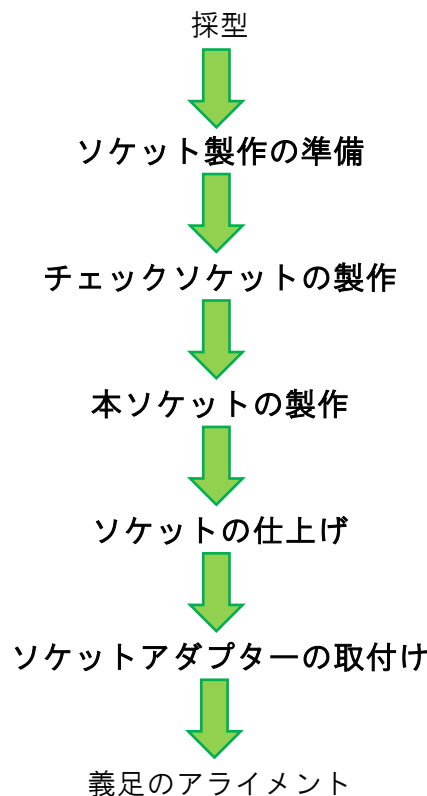 採型
ソケット製作の準備
チェックソケットの製作
本ソケットの製作
ソケットの仕上げ
ソケットアダプターの取付け
義足のアライメント